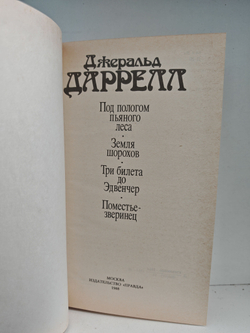 Джеральд
ДАРРЕЛЛ
Под пологом
пьяного
леса
•
Земля
шорохов
•
Три билета
до
Эдвенчер
•
Поместье-
зверинец
МОСКВА
ИЗДАТЕЛЬСТВО «ПРАВДА»